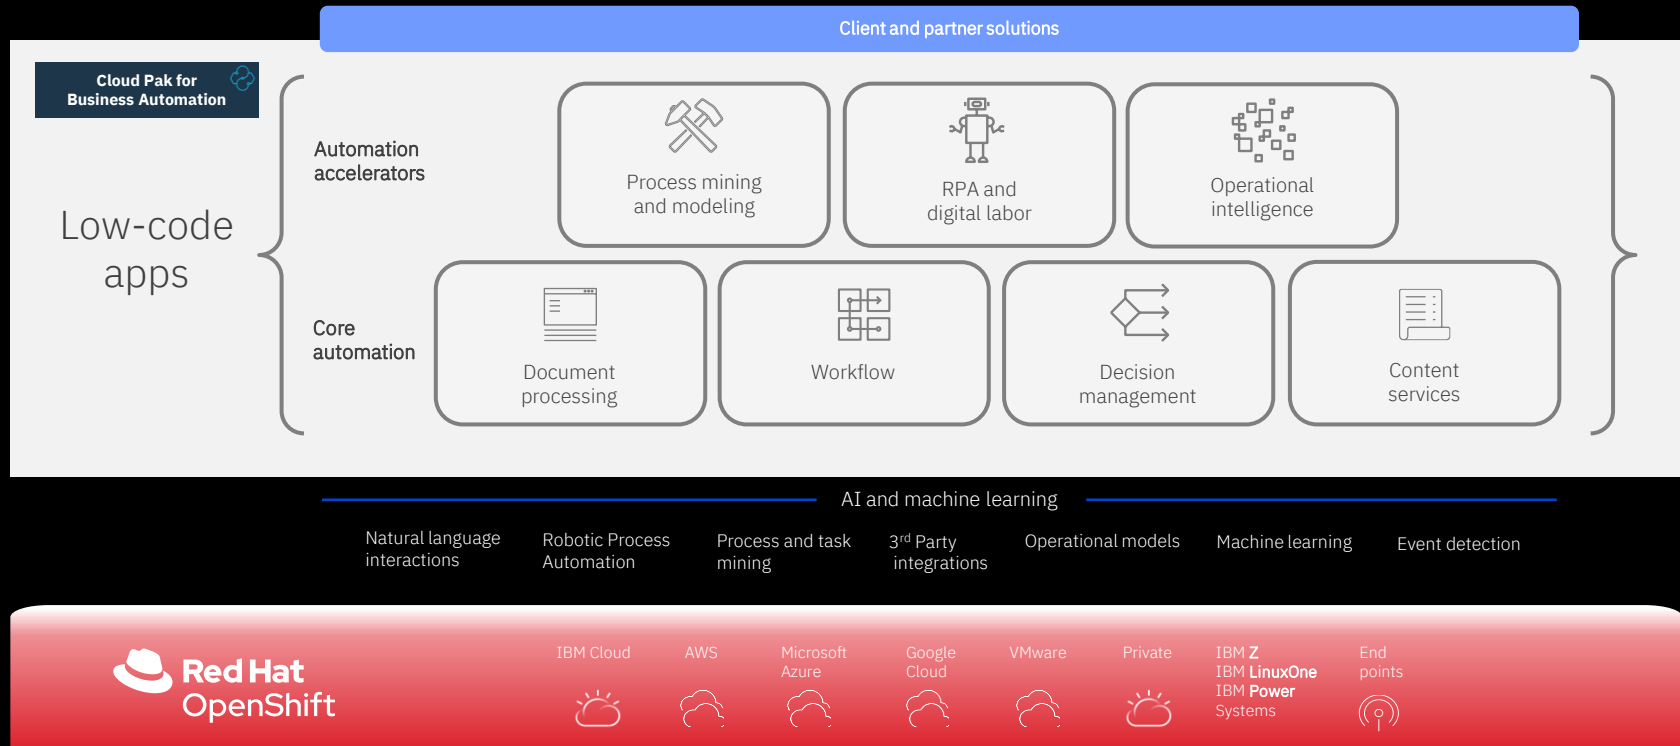 Client and partner solutions
Cloud Pak for
Business Automation
Low-code
apps
Automation
accelerators
Process mining
and modeling
RPA and
digital labor
Operational
intelligence
Core
automation
Document
processing
Workflow
Decision
management
Content
services
AI and machine learning
Natural language
interactions
Robotic Process
Automation
Process and task
mining
3rd Party
integrations
Operational models
Machine learning
Event detection
Red Hat
OpenShift
IBM Cloud
AWS
Microsoft
Azure
Google
Cloud
VMware
Private
IBM Z
IBM LinuxOne
IBM Power
Systems
End
points